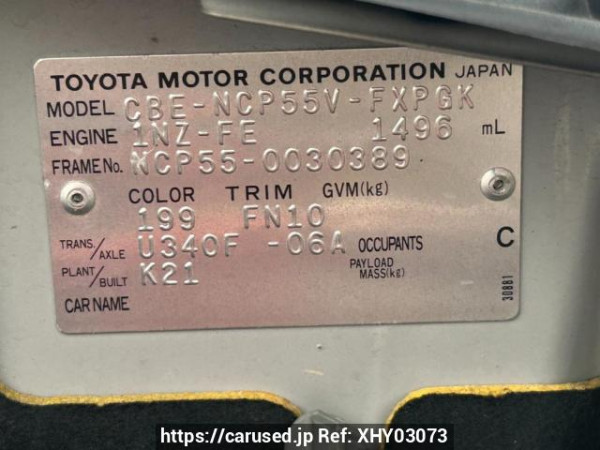 TOYOTA MOTOR CORPORATION JAPAN
MODEL CBE-NCP55V-FXPGK
ENGINE 1NZ-FE 1496 mL
FRAME No. NCP55-0030389
COLOR TRIM GVM(kg)
199 FN10
TRANS./AXLE U340F -06A OCCUPANTS C
PLANT/BUILT K21 PAYLOAD MASS(kg)
CAR NAME
30881
https://carused.jp Ref: XHY03073